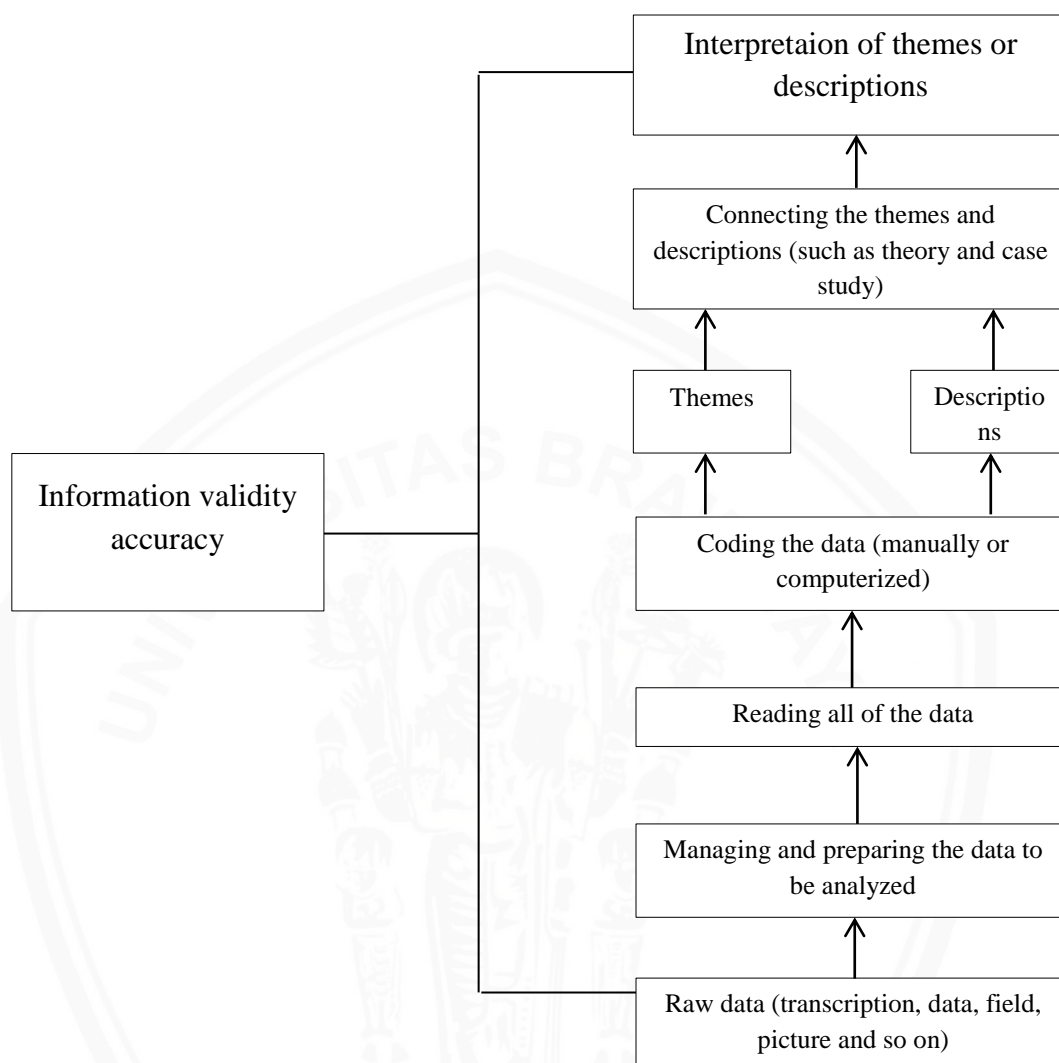 Interpretaion of themes or
descriptions
Connecting the themes and
descriptions (such as theory and case
study)
Themes
Descriptio
ns
Information validity
accuracy
Coding the data (manually or
computerized)
Reading all of the data
Managing and preparing the data to
be analyzed
Raw data (transcription, data, field,
picture and so on)
UNIVERSITAS BRAWIJAYA